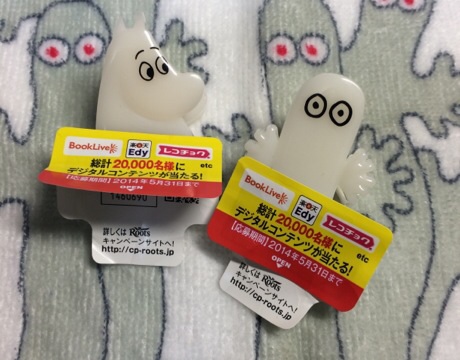 BookLive!
楽天 Edy
レコチョク
etc
総計20,000名様に
デジタルコンテンツが当たる!
【応募期間】2014年5月31日まで
OPEN
詳しくは Roots
キャンペーンサイトへ!
http://cp-roots.jp
BookLive!
楽天 Edy
レコチョク
etc
総計20,000名様に
デジタルコンテンツが当たる!
【応募期間】2014年5月31日まで
OPEN
詳しくは Roots
キャンペーンサイトへ!
http://cp-roots.jp